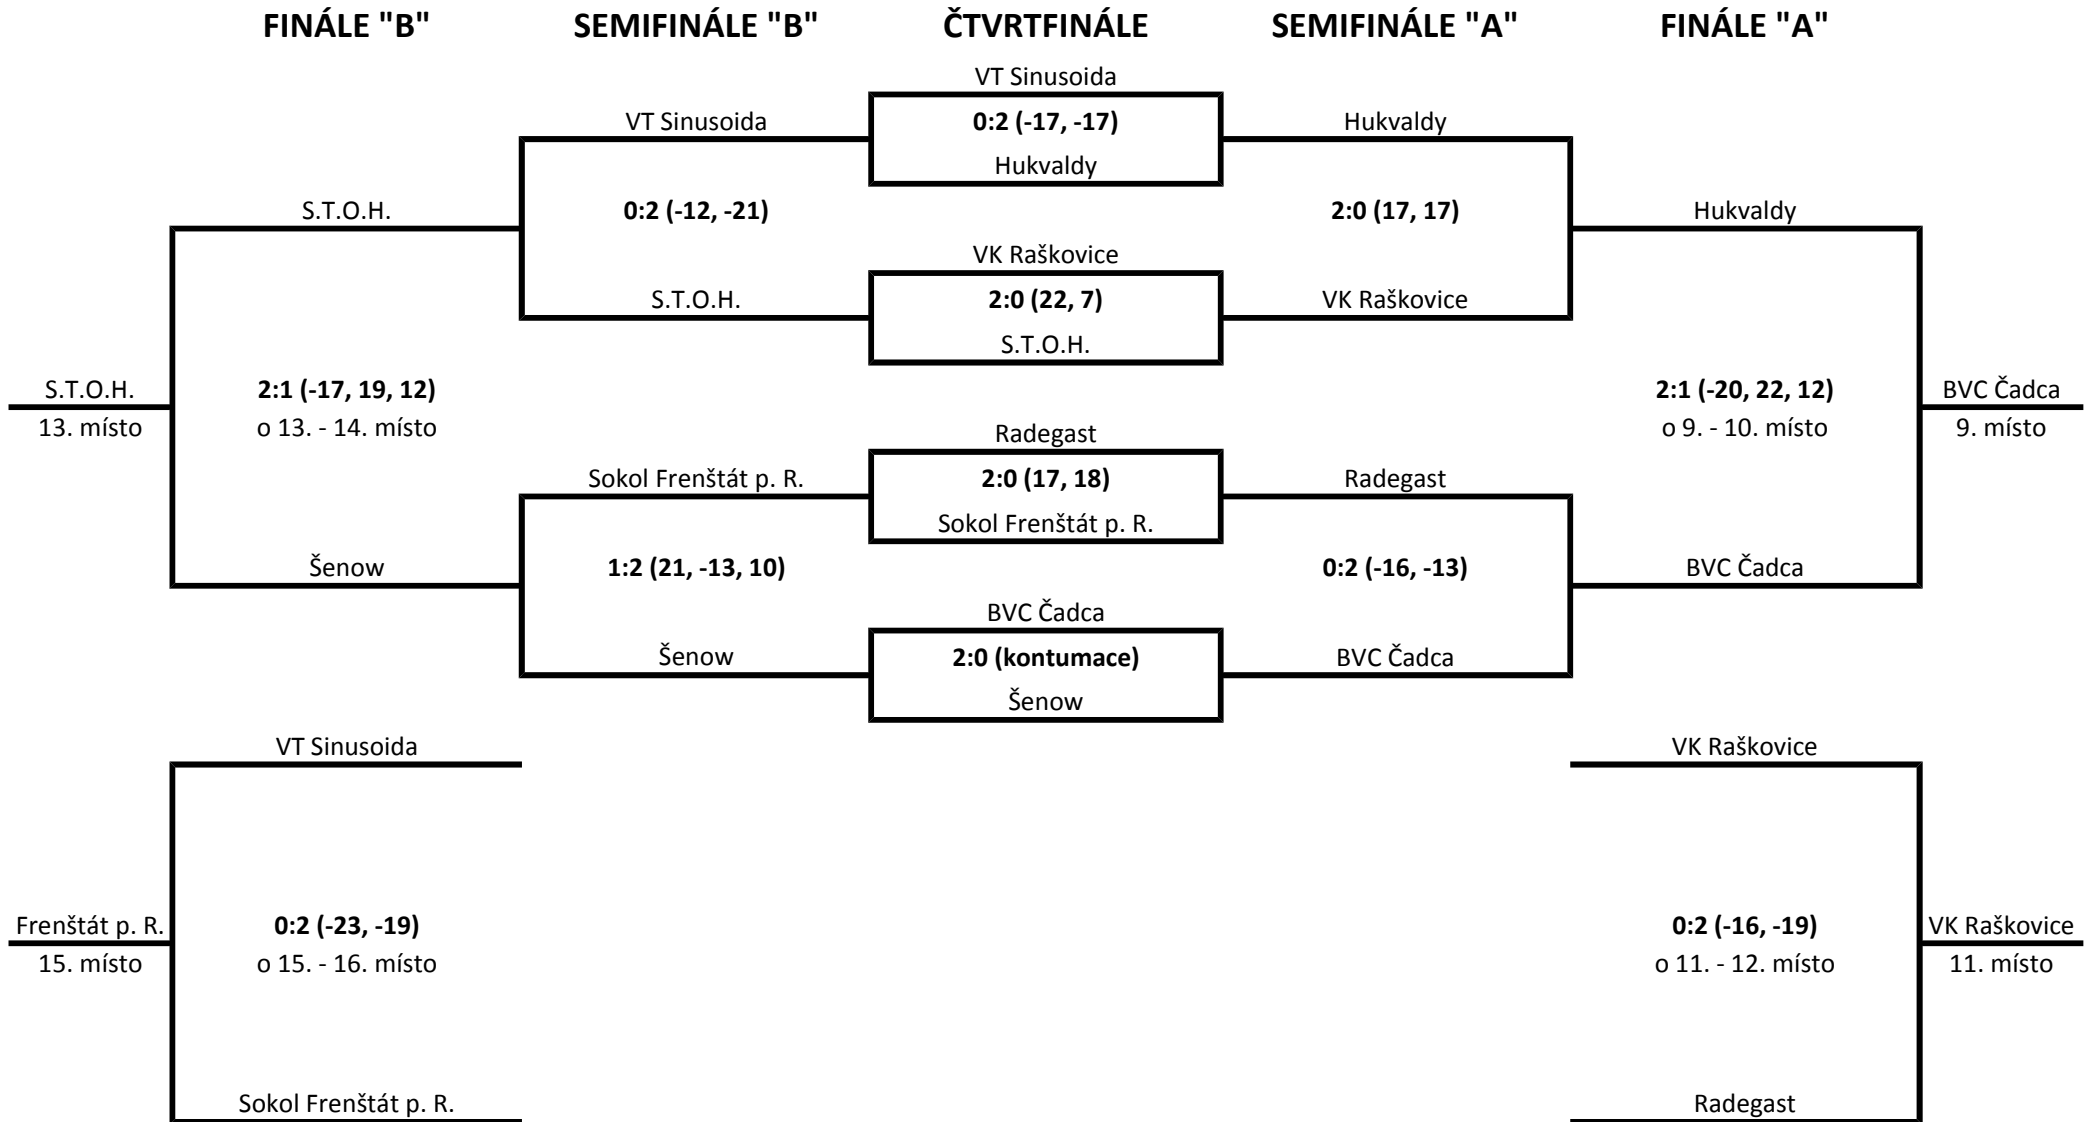 FINÁLE "B" SEMIFINÁLE "B" ČTVRTFINÁLE SEMIFINÁLE "A" FINÁLE "A"
VT Sinusoida
VT Sinusoida 0:2 (-17, -17) Hukvaldy
Hukvaldy
S.T.O.H. 0:2 (-12, -21) 2:0 (17, 17) Hukvaldy
VK Raškovice
S.T.O.H. 2:0 (22, 7) VK Raškovice
S.T.O.H.
S.T.O.H. 2:1 (-17, 19, 12) 2:1 (-20, 22, 12) BVC Čadca
13. místo o 13. - 14. místo Radegast o 9. - 10. místo 9. místo
Sokol Frenštát p. R. 2:0 (17, 18) Radegast
Sokol Frenštát p. R.
Šenow 1:2 (21, -13, 10) 0:2 (-16, -13) BVC Čadca
BVC Čadca
Šenow 2:0 (kontumace) BVC Čadca
Šenow
VT Sinusoida VK Raškovice
Frenštát p. R. 0:2 (-23, -19) 0:2 (-16, -19) VK Raškovice
15. místo o 15. - 16. místo o 11. - 12. místo 11. místo
Sokol Frenštát p. R. Radegast